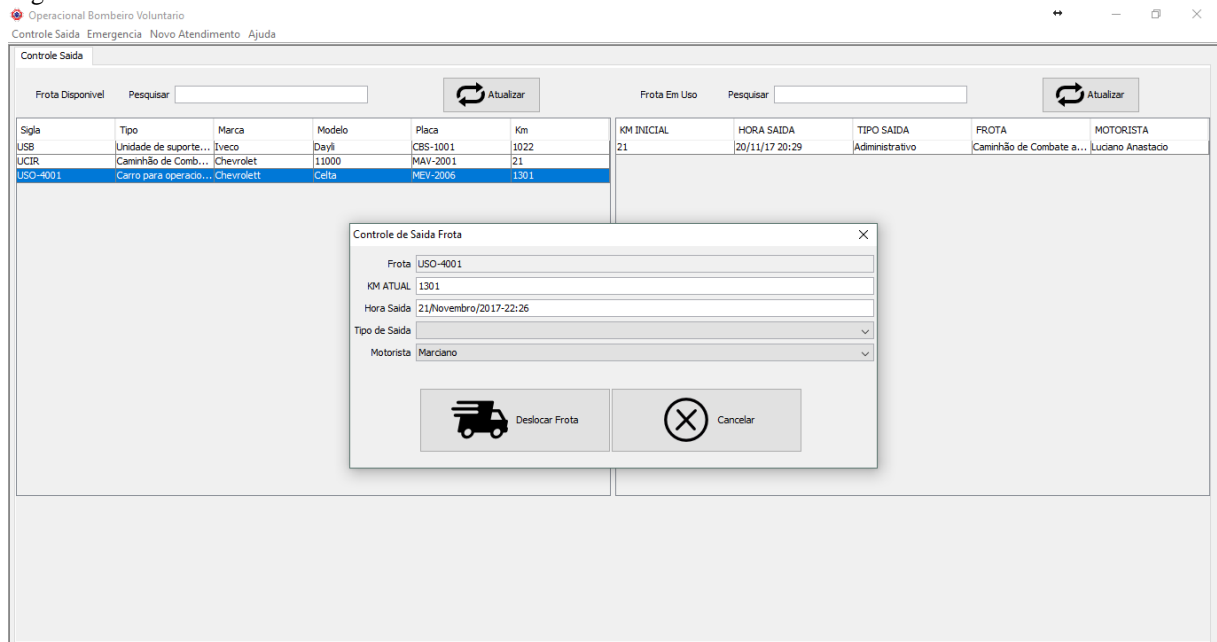 Operacional Bombeiro Voluntario
Controle Saida Emergencia Novo Atendimento Ajuda
Controle Saida
Frota Disponivel Pesquisar Atualizar Frota Em Uso Pesquisar Atualizar
Sigla Tipo Marca Modelo Placa Km
USB Unidade de suporte... Iveco Dayli CBS-1001 1022
UCIR Caminhão de Comb... Chevrolet 11000 MAV-2001 21
USO-4001 Carro para operacio... Chevrolett Celta MEV-2006 1301
KM INICIAL HORA SAIDA TIPO SAIDA FROTA MOTORISTA
21 20/11/17 20:29 Administrativo Caminhão de Combate a... Luciano Anastacio
Controle de Saida Frota
Frota USO-4001
KM ATUAL 1301
Hora Saida 21/Novembro/2017-22:26
Tipo de Saida
Motorista Marciano
Deslocar Frota Cancelar